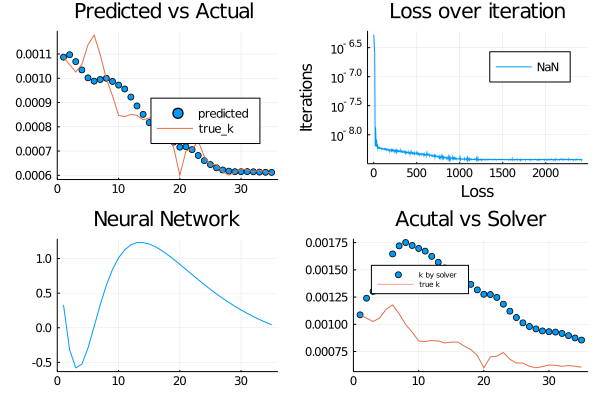 Predicted vs Actual
0.0011
0.0010
0.0009
0.0008
0.0007
0.0006
predicted
true_k
0 10 20 30
Loss over iteration
Iterations
10⁻⁶·⁵
10⁻⁷·⁰
10⁻⁷·⁵
10⁻⁸·⁰
NaN
0 500 1000 1500 2000
Loss
Neural Network
1.0
0.5
0.0
-0.5
0 10 20 30
Acutal vs Solver
0.00175
0.00150
0.00125
0.00100
0.00075
k by solver
true k
0 10 20 30